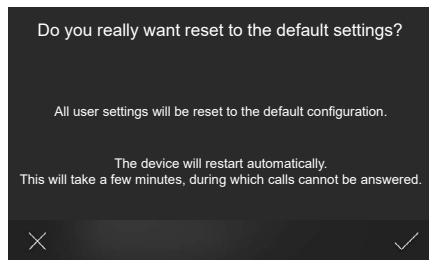 Do you really want reset to the default settings?
All user settings will be reset to the default configuration.
The device will restart automatically.
This will take a few minutes, during which calls cannot be answered.